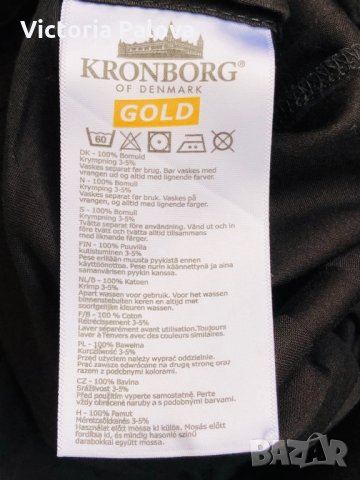 Victoria Palova
KRONBORG®
OF DENMARK
GOLD
60
DK - 100% Bomuld
Krympning 3-5%
Vaskes separat før brug. Bør vaskes med
vrangen ud og altid med lignende farver.
N - 100% Bomull
Krymping 3-5%
Vaskes separat før bruk. Vask på
vrangen og altid med lignende farger.
S - 100% Bomull
Krympning 3-5%
Tvätta separat före användning. Vänd ut och in
före tvätt och tvätta alltid tillsammans
med liknande färger.
FIN - 100% Puuvilla
kutistuminen 3-5%
Pese erillään muusta pyykistä ennen
käyttöönottoa. Pese nurin käännettynä ja aina
samanvärisen pyykin kanssa.
NL/B - 100% Katoen
Krimp 3-5%
Apart wassen voor gebruik. Voor het wassen
binnenstebuiten keren en altijd met
soortgelijke kleuren wassen.
F/B - 100 % Coton
Rétrécissement 3-5%
Laver séparément avant utilisation.Toujours
laver à l'envers avec des couleurs similaires.
PL - 100% Bawełna
Kurczliwość 3-5%
Przed użyciem należy wyprać oddzielnie.
Prać zawsze odwrócone na drugą stronę oraz
razem z podobnymi kolorami.
CZ - 100% Bavlna
Sráživost 3-5%
Před použitím vyperte samostatně. Perte
vždy obrácené naruby a s podobnými barvami.
H - 100% Pamut
Méretzsökkenés 3-5%
Használat előtt mossa ki külön. Mosás előtt
fordítsa ki, és mindig hasonló színű
darabokkal együtt mossa.
BAZAR